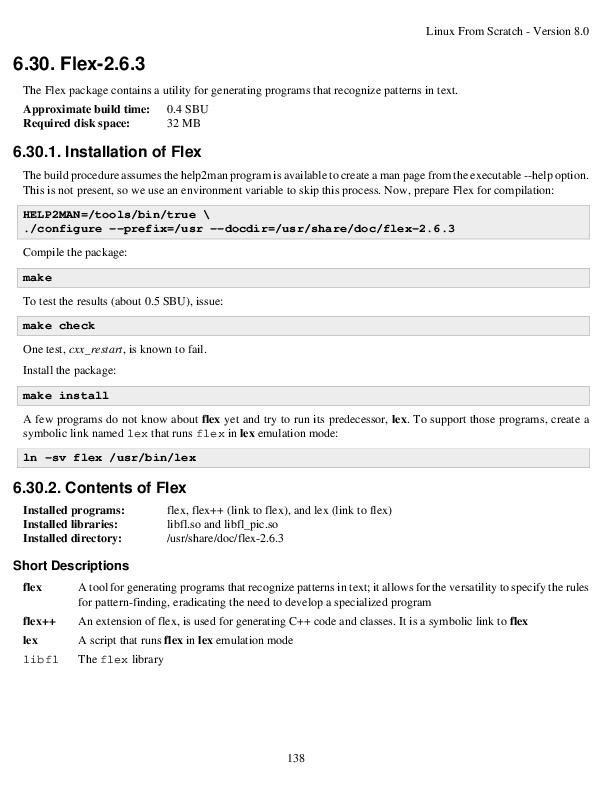 Linux From Scratch - Version 8.0
6.30. Flex-2.6.3
The Flex package contains a utility for generating programs that recognize patterns in text.
Approximate build time: 0.4 SBU
Required disk space: 32 MB
6.30.1. Installation of Flex
The build procedure assumes the help2man program is available to create a man page from the executable --help option.
This is not present, so we use an environment variable to skip this process. Now, prepare Flex for compilation:
HELP2MAN=/tools/bin/true \
./configure --prefix=/usr --docdir=/usr/share/doc/flex-2.6.3
Compile the package:
make
To test the results (about 0.5 SBU), issue:
make check
One test, cxx_restart, is known to fail.
Install the package:
make install
A few programs do not know about flex yet and try to run its predecessor, lex. To support those programs, create a
symbolic link named lex that runs flex in lex emulation mode:
ln -sv flex /usr/bin/lex
6.30.2. Contents of Flex
Installed programs: flex, flex++ (link to flex), and lex (link to flex)
Installed libraries: libfl.so and libfl_pic.so
Installed directory: /usr/share/doc/flex-2.6.3
Short Descriptions
flex A tool for generating programs that recognize patterns in text; it allows for the versatility to specify the rules
for pattern-finding, eradicating the need to develop a specialized program
flex++ An extension of flex, is used for generating C++ code and classes. It is a symbolic link to flex
lex A script that runs flex in lex emulation mode
libfl The flex library
138